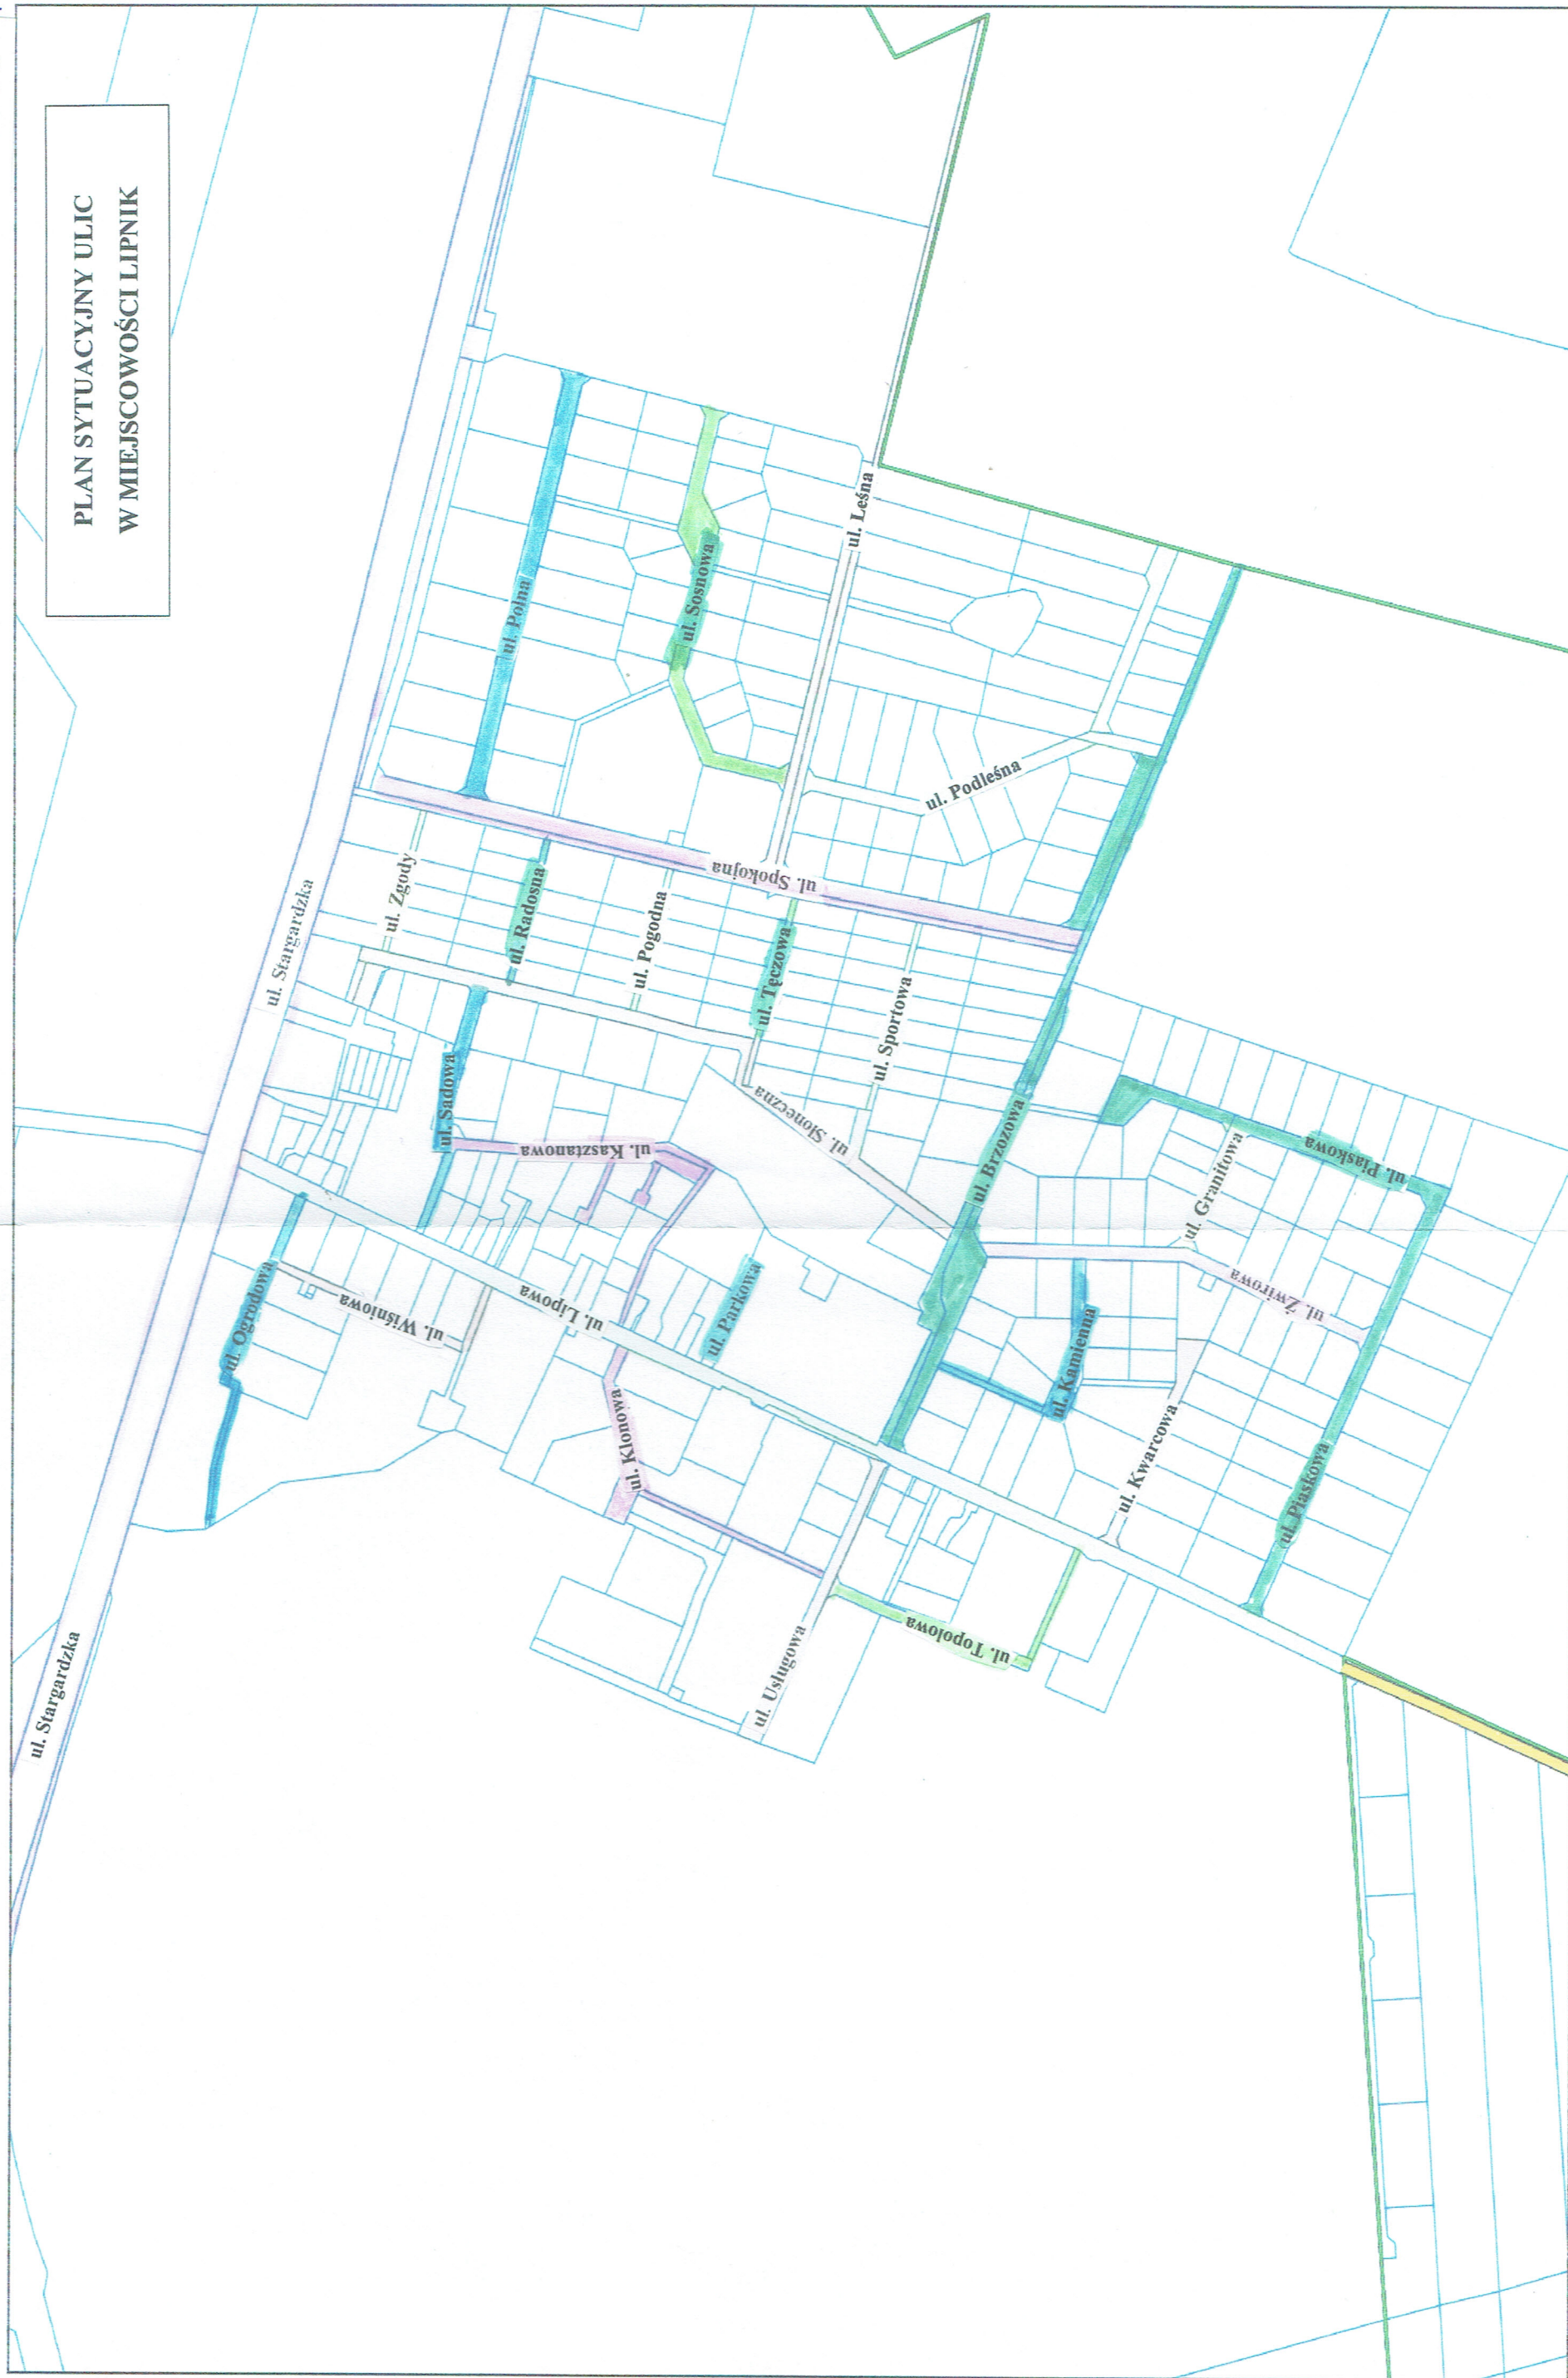 PLAN SYTUACYJNY ULIC
W MIEJSCOWOŚCI LIPNIK
ul. Stargardzka
ul. Stargardzka
ul. Polna
ul. Sosnowa
ul. Leśna
ul. Podleśna
ul. Spokojna
ul. Zgody
ul. Radosna
ul. Pogodna
ul. Tęczowa
ul. Sportowa
ul. Słoneczna
ul. Sadowa
ul. Kasztanowa
ul. Brzozowa
ul. Piaskowa
ul. Granitowa
ul. Żwirowa
ul. Kamienna
ul. Kwarcowa
ul. Piaskowa
ul. Ogrodowa
ul. Wiśniowa
ul. Lipowa
ul. Parkowa
ul. Klonowa
ul. Usługowa
ul. Topolowa